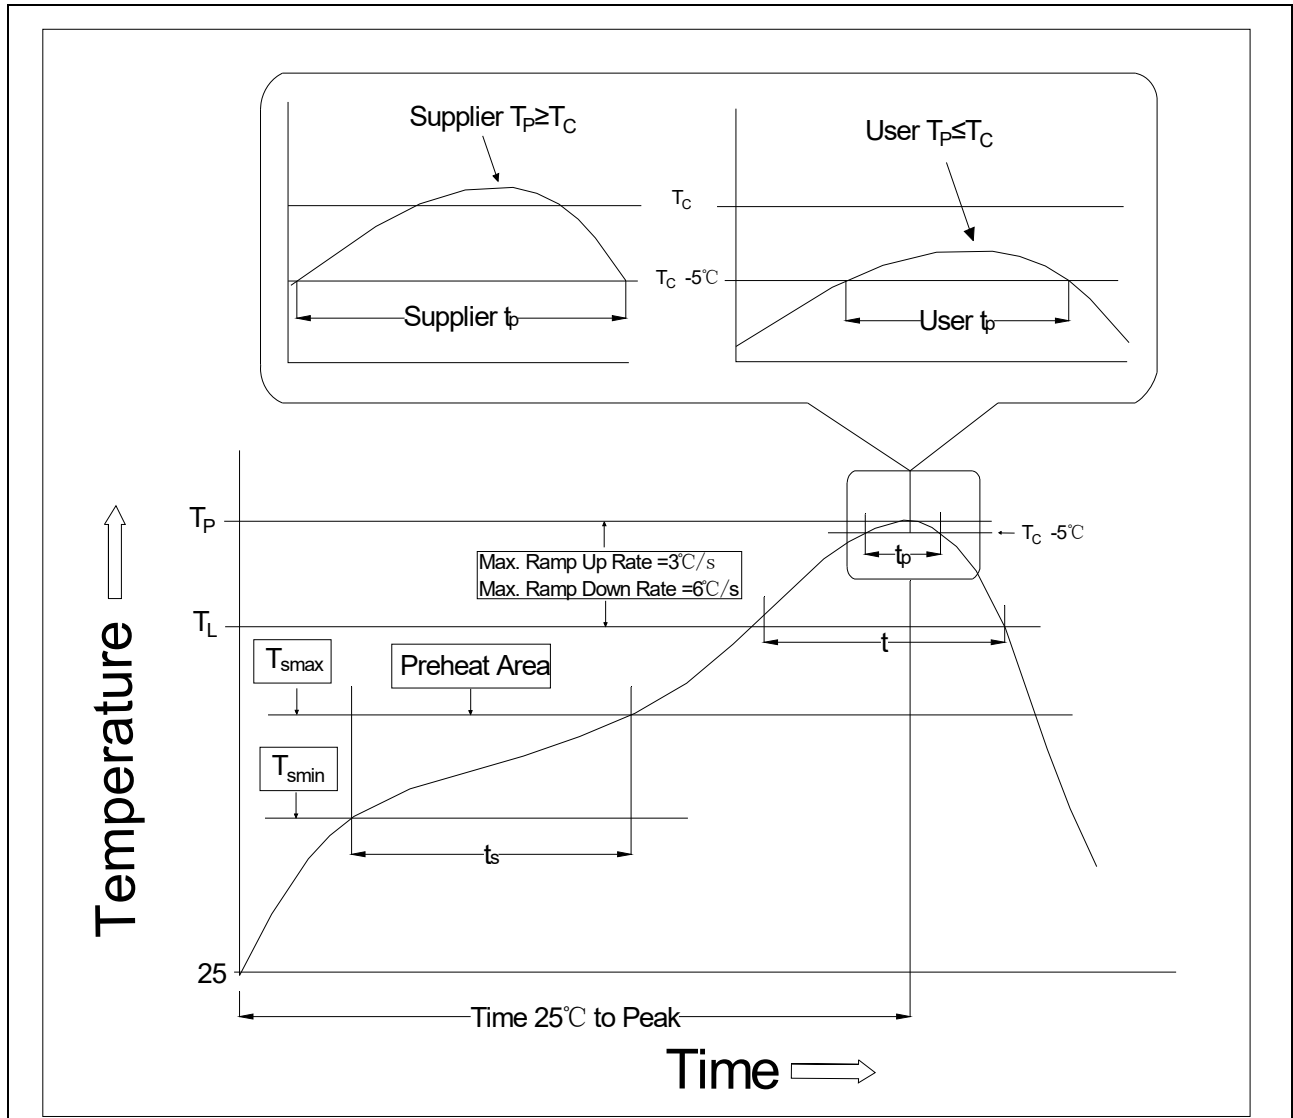 Supplier TP≥TC
User TP≤TC
TC
TC -5℃
Supplier tp
User tp
TP
TC -5℃
tp
Max. Ramp Up Rate =3℃/s
Max. Ramp Down Rate =6℃/s
TL
t
Tsmax
Preheat Area
Tsmin
ts
Temperature
25
Time 25℃ to Peak
Time